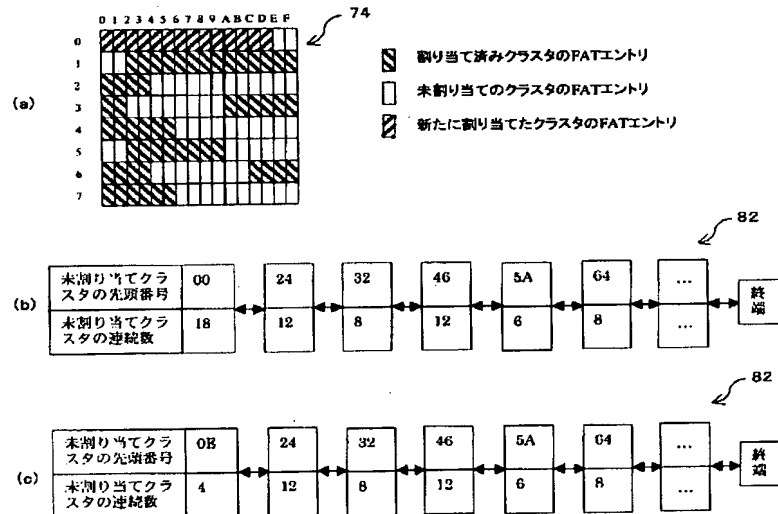 0 1 2 3 4 5 6 7 8 9 A B C D E F
74
0
1
2
3
4
5
6
7
(a)
割り当て済みクラスタのFATエントリ
未割り当てのクラスタのFATエントリ
新たに割り当てたクラスタのFATエントリ
82
(b)
未割り当てクラ
スタの先頭番号
00 24 32 46 5A 64 ...
未割り当てクラ
スタの連続数
18 12 8 12 6 8 ...
終
端
82
(c)
未割り当てクラ
スタの先頭番号
0E 24 32 46 5A 64 ...
未割り当てクラ
スタの連続数
4 12 8 12 6 8 ...
終
端